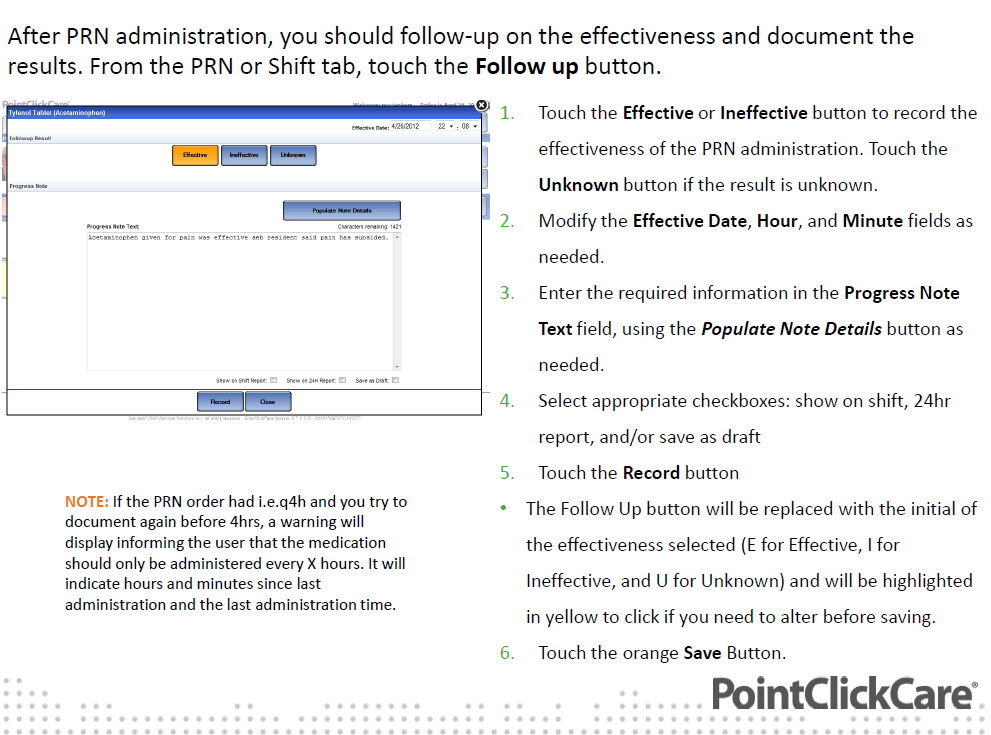 After PRN administration, you should follow-up on the effectiveness and document the
results. From the PRN or Shift tab, touch the Follow up button.
PointClickCare
Tylenol Tablet (Acetaminophen)
Effective Date: 4/26/2012 22 : 08
Followup Result
Effective Ineffective Unknown
Progress Note
Populate Note Details
Progress Note Text Characters remaining: 1421
Acetaminophen given for pain was effective aeb resident said pain has subsided.
Show on Shift Report: Show on 24H Report: Save as Draft:
Record Close
NOTE: If the PRN order had i.e.q4h and you try to
document again before 4hrs, a warning will
display informing the user that the medication
should only be administered every X hours. It will
indicate hours and minutes since last
administration and the last administration time.
1. Touch the Effective or Ineffective button to record the
effectiveness of the PRN administration. Touch the
Unknown button if the result is unknown.
2. Modify the Effective Date, Hour, and Minute fields as
needed.
3. Enter the required information in the Progress Note
Text field, using the Populate Note Details button as
needed.
4. Select appropriate checkboxes: show on shift, 24hr
report, and/or save as draft
5. Touch the Record button
• The Follow Up button will be replaced with the initial of
the effectiveness selected (E for Effective, I for
Ineffective, and U for Unknown) and will be highlighted
in yellow to click if you need to alter before saving.
6. Touch the orange Save Button.
PointClickCare®